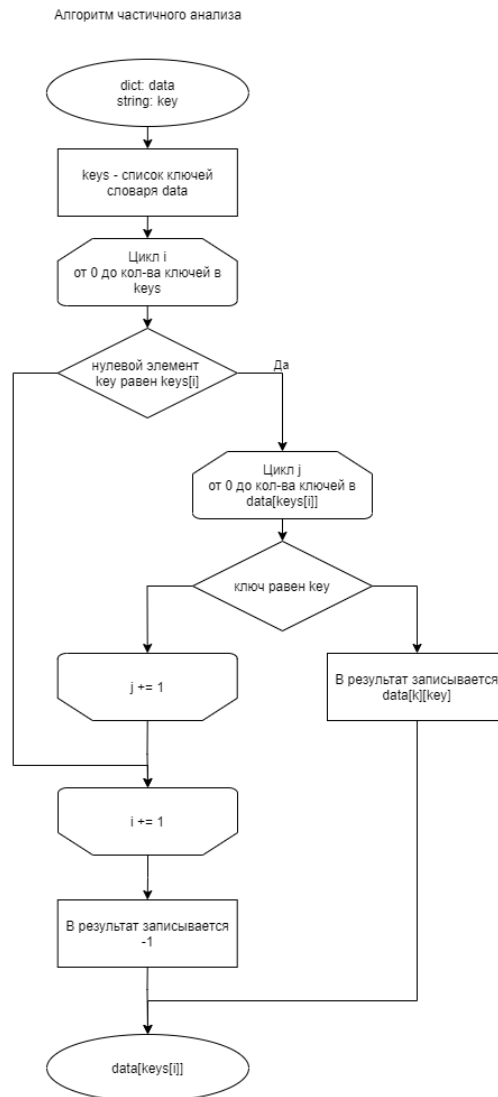 Алгоритм частичного анализа
dict: data
string: key
keys - список ключей
словаря data
Цикл i
от 0 до кол-ва ключей в
keys
нулевой элемент
key равен keys[i]
Да
Цикл j
от 0 до кол-ва ключей в
data[keys[i]]
ключ равен key
j += 1
В результат записывается
data[k][key]
i += 1
В результат записывается
-1
data[keys[i]]